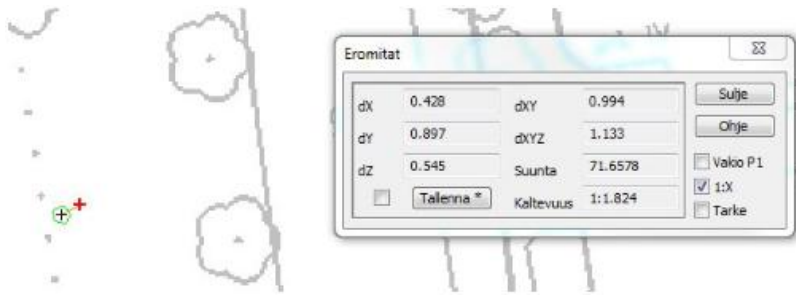 Eromitat
dX 0.428 dXY 0.994 Sulje
dY 0.897 dXYZ 1.133 Ohje
dZ 0.545 Suunta 71.6578 Vakio P1
Tallenna * Kaltevuus 1:1.824 1:X
Tarke